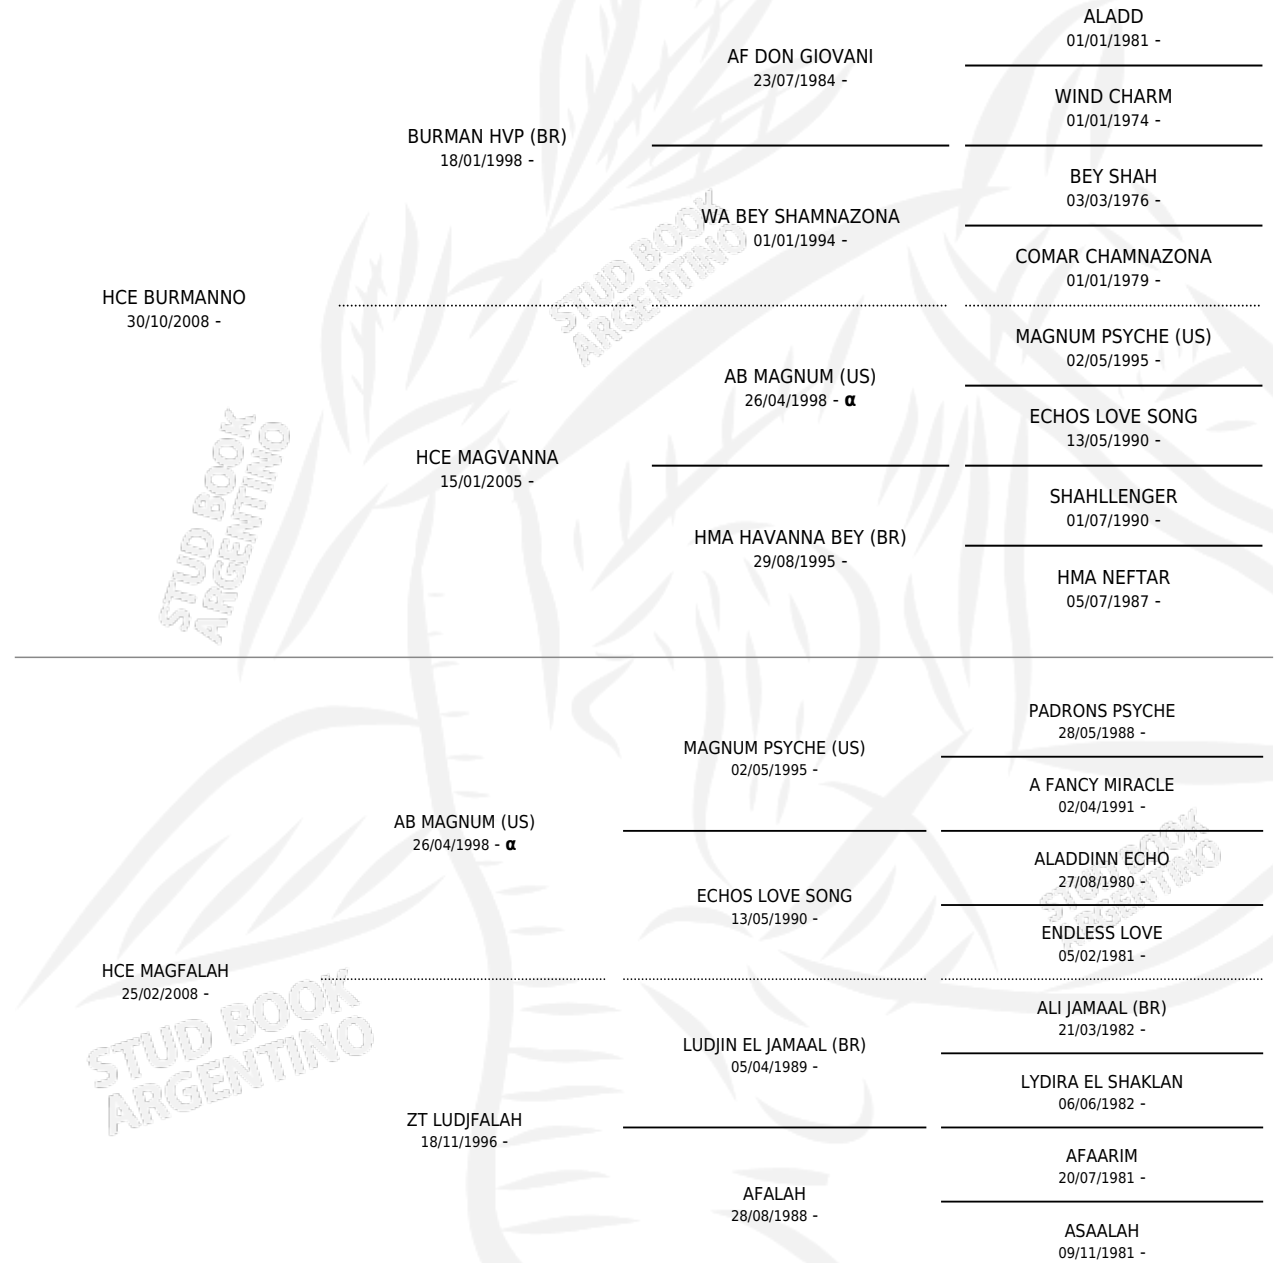 ALADD
01/01/1981 -
AF DON GIOVANI
23/07/1984 -
WIND CHARM
01/01/1974 -
BURMAN HVP (BR)
18/01/1998 -
BEY SHAH
03/03/1976 -
WA BEY SHAMNAZONA
01/01/1994 -
COMAR CHAMNAZONA
01/01/1979 -
HCE BURMANNO
30/10/2008 -
MAGNUM PSYCHE (US)
02/05/1995 -
AB MAGNUM (US)
26/04/1998 - α
ECHOS LOVE SONG
13/05/1990 -
HCE MAGVANNA
15/01/2005 -
SHAHLLENGER
01/07/1990 -
HMA HAVANNA BEY (BR)
29/08/1995 -
HMA NEFTAR
05/07/1987 -
STUD BOOK
ARGENTINO
STUD BOOK
ARGENTINO
PADRONS PSYCHE
28/05/1988 -
MAGNUM PSYCHE (US)
02/05/1995 -
A FANCY MIRACLE
02/04/1991 -
AB MAGNUM (US)
26/04/1998 - α
ALADDINN ECHO
27/08/1980 -
ECHOS LOVE SONG
13/05/1990 -
ENDLESS LOVE
05/02/1981 -
HCE MAGFALAH
25/02/2008 -
ALI JAMAAL (BR)
21/03/1982 -
LUDJIN EL JAMAAL (BR)
05/04/1989 -
LYDIRA EL SHAKLAN
06/06/1982 -
ZT LUDJFALAH
18/11/1996 -
AFAARIM
20/07/1981 -
AFALAH
28/08/1988 -
ASAALAH
09/11/1981 -
STUD BOOK
ARGENTINO
STUD BOOK
ARGENTINO